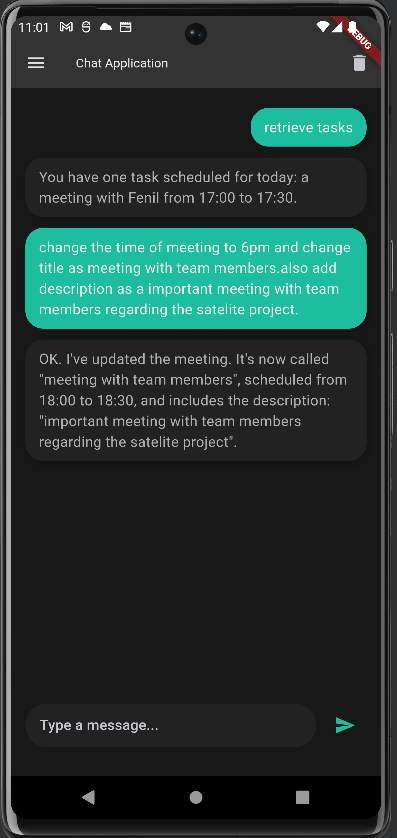 11:01
DEBUG
Chat Application
retrieve tasks
You have one task scheduled for today: a
meeting with Fenil from 17:00 to 17:30.
change the time of meeting to 6pm and change
title as meeting with team members.also add
description as a important meeting with team
members regarding the satelite project.
OK. I've updated the meeting. It's now called
"meeting with team members", scheduled from
18:00 to 18:30, and includes the description:
"important meeting with team members
regarding the satelite project".
Type a message...